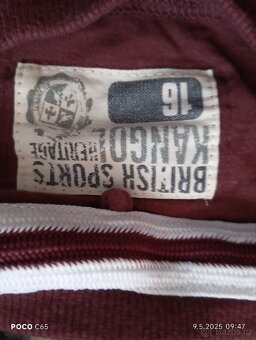 BRITISH SPORTS
KANGOL
HERITAGE
16
POCO C65
9.5.2025 09:47